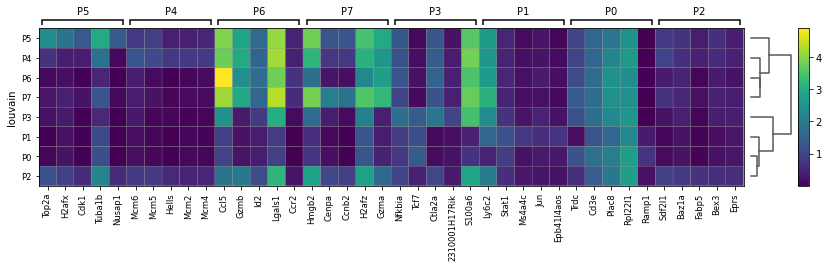 P5 P4 P6 P7 P3 P1 P0 P2
louvain
P5
P4
P6
P7
P3
P1
P0
P2
4
3
2
1
Top2a H2afx Cdk1 Tuba1b Nusap1 Mcm6 Mcm5 Hells Mcm2 Mcm4 Ccl5 Gzmb Id2 Lgals1 Ccr2 Hmgb2 Cenpa Ccnb2 H2afz Gzma Nfkbia Tcf7 Ctla2a 2310001H17Rik S100a6 Ly6c2 Stat1 Ms4a4c Jun Epb41l4aos Trdc Cd3e Plac8 Rpl22l1 Ramp1 Sdf2l1 Baz1a Fabp5 Bex3 Eprs